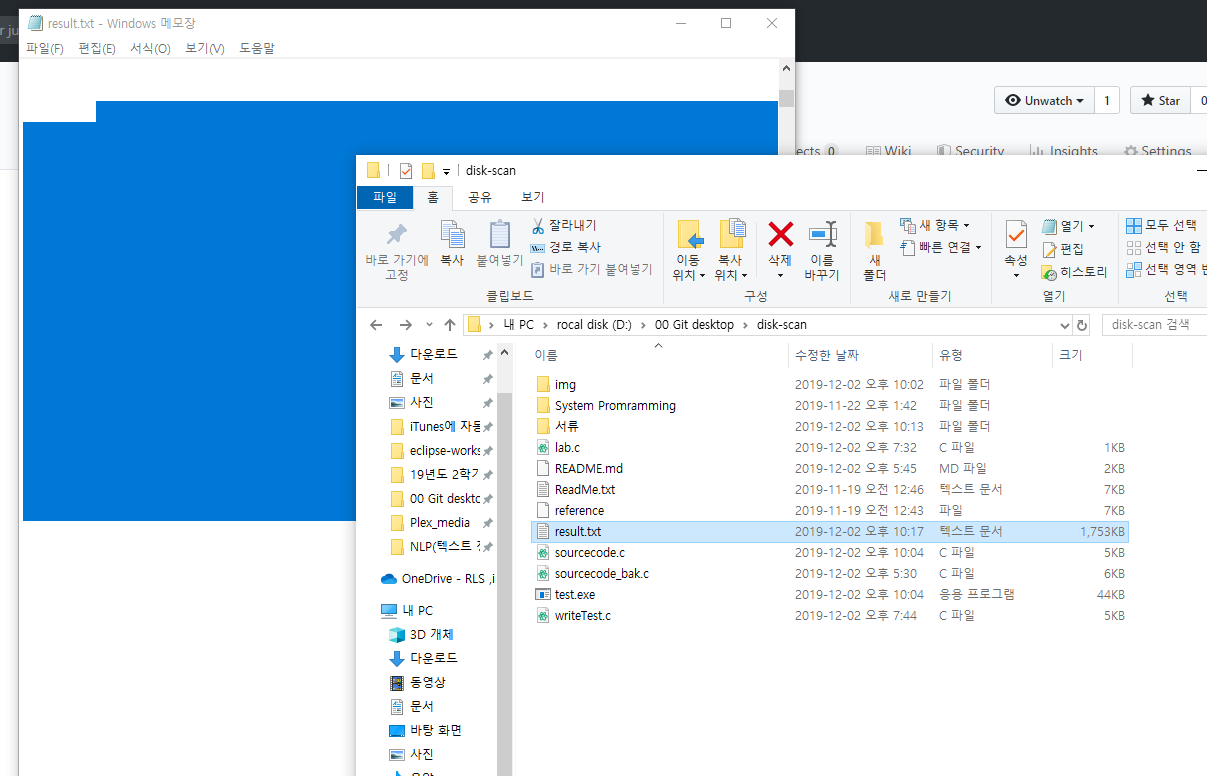 r ju
result.txt - Windows 메모장
파일(F) 편집(E) 서식(O) 보기(V) 도움말
Unwatch 1 Star 0
ects 0 Wiki Security Insights Settings
disk-scan
파일 홈 공유 보기
바로 가기에 고정
복사
붙여넣기
잘라내기
경로 복사
바로 가기 붙여넣기
클립보드
이동 위치
복사 위치
삭제
이름 바꾸기
구성
새 폴더
새 항목
빠른 연결
새로 만들기
속성
열기
편집
히스토리
열기
모두 선택
선택 안 함
선택 영역
선택
내 PC rocal disk (D:) 00 Git desktop disk-scan
disk-scan 검색
다운로드
문서
사진
iTunes에 자동
eclipse-works
19년도 2학기
00 Git deskto
Plex_media
NLP(텍스트
OneDrive - RLS ,i
내 PC
3D 개체
다운로드
동영상
문서
바탕 화면
사진
음악
이름 수정한 날짜 유형 크기
img 2019-12-02 오후 10:02 파일 폴더
System Promramming 2019-11-22 오후 1:42 파일 폴더
서류 2019-12-02 오후 10:13 파일 폴더
lab.c 2019-12-02 오후 7:32 C 파일 1KB
README.md 2019-12-02 오후 5:45 MD 파일 2KB
ReadMe.txt 2019-11-19 오전 12:46 텍스트 문서 7KB
reference 2019-11-19 오전 12:43 파일 7KB
result.txt 2019-12-02 오후 10:17 텍스트 문서 1,753KB
sourcecode.c 2019-12-02 오후 10:04 C 파일 5KB
sourcecode_bak.c 2019-12-02 오후 5:30 C 파일 6KB
test.exe 2019-12-02 오후 10:04 응용 프로그램 44KB
writeTest.c 2019-12-02 오후 7:44 C 파일 5KB